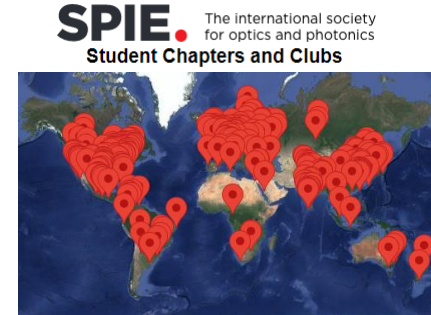 SPIE.
The international society
for optics and photonics
Student Chapters and Clubs